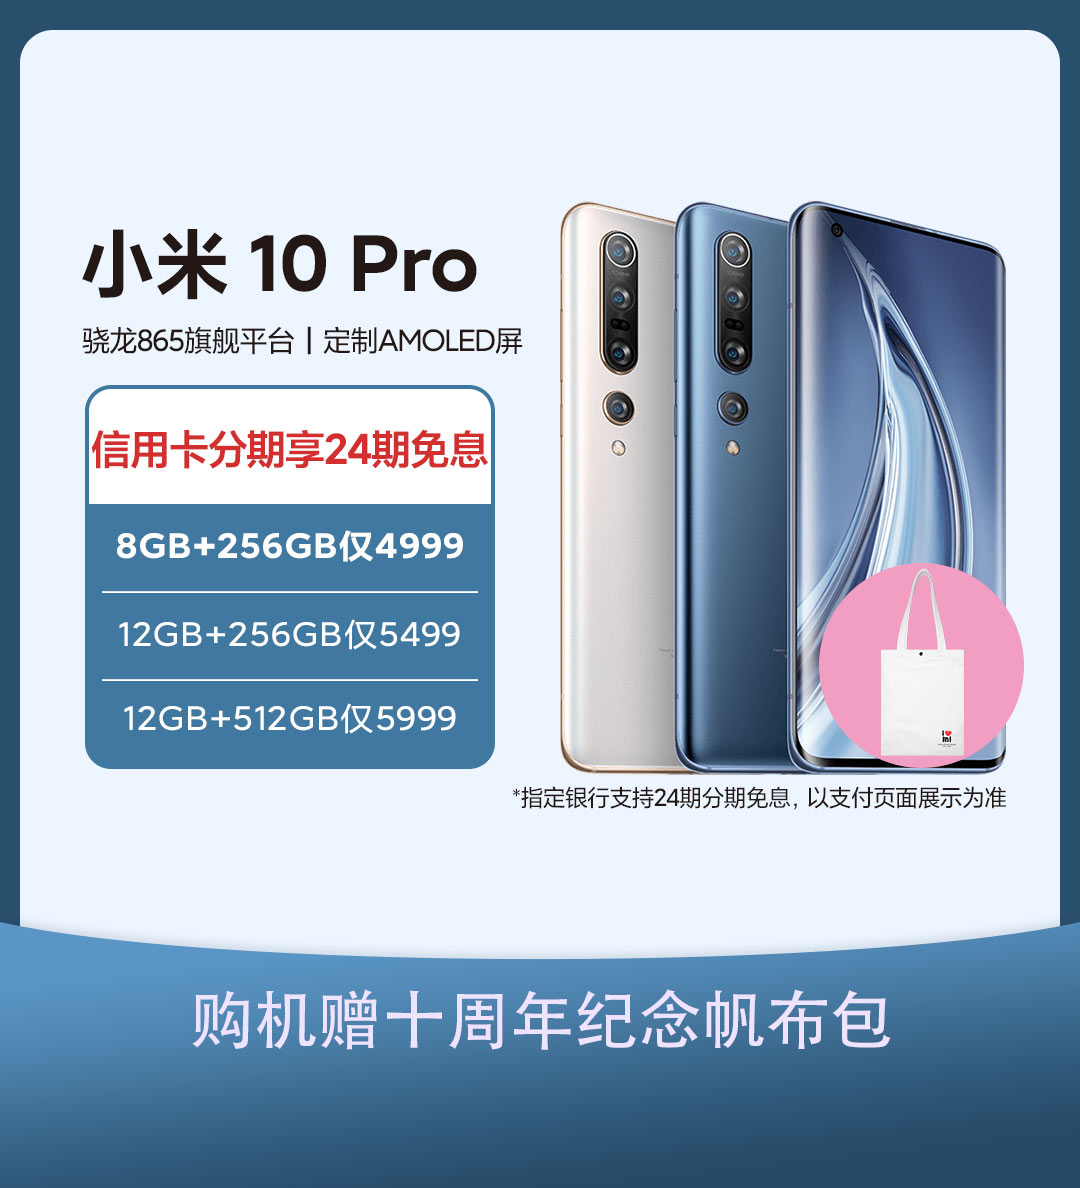 小米 10 Pro
骁龙865旗舰平台 | 定制AMOLED屏
信用卡分期享24期免息
8GB+256GB仅4999
12GB+256GB仅5499
12GB+512GB仅5999
108MP
108MP
I ❤
mi
*指定银行支持24期分期免息，以支付页面展示为准
购机赠十周年纪念帆布包